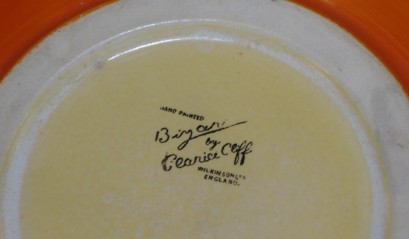 HAND PAINTED
Bizarre
by
Clarice Cliff
WILKINSON LTD
ENGLAND.